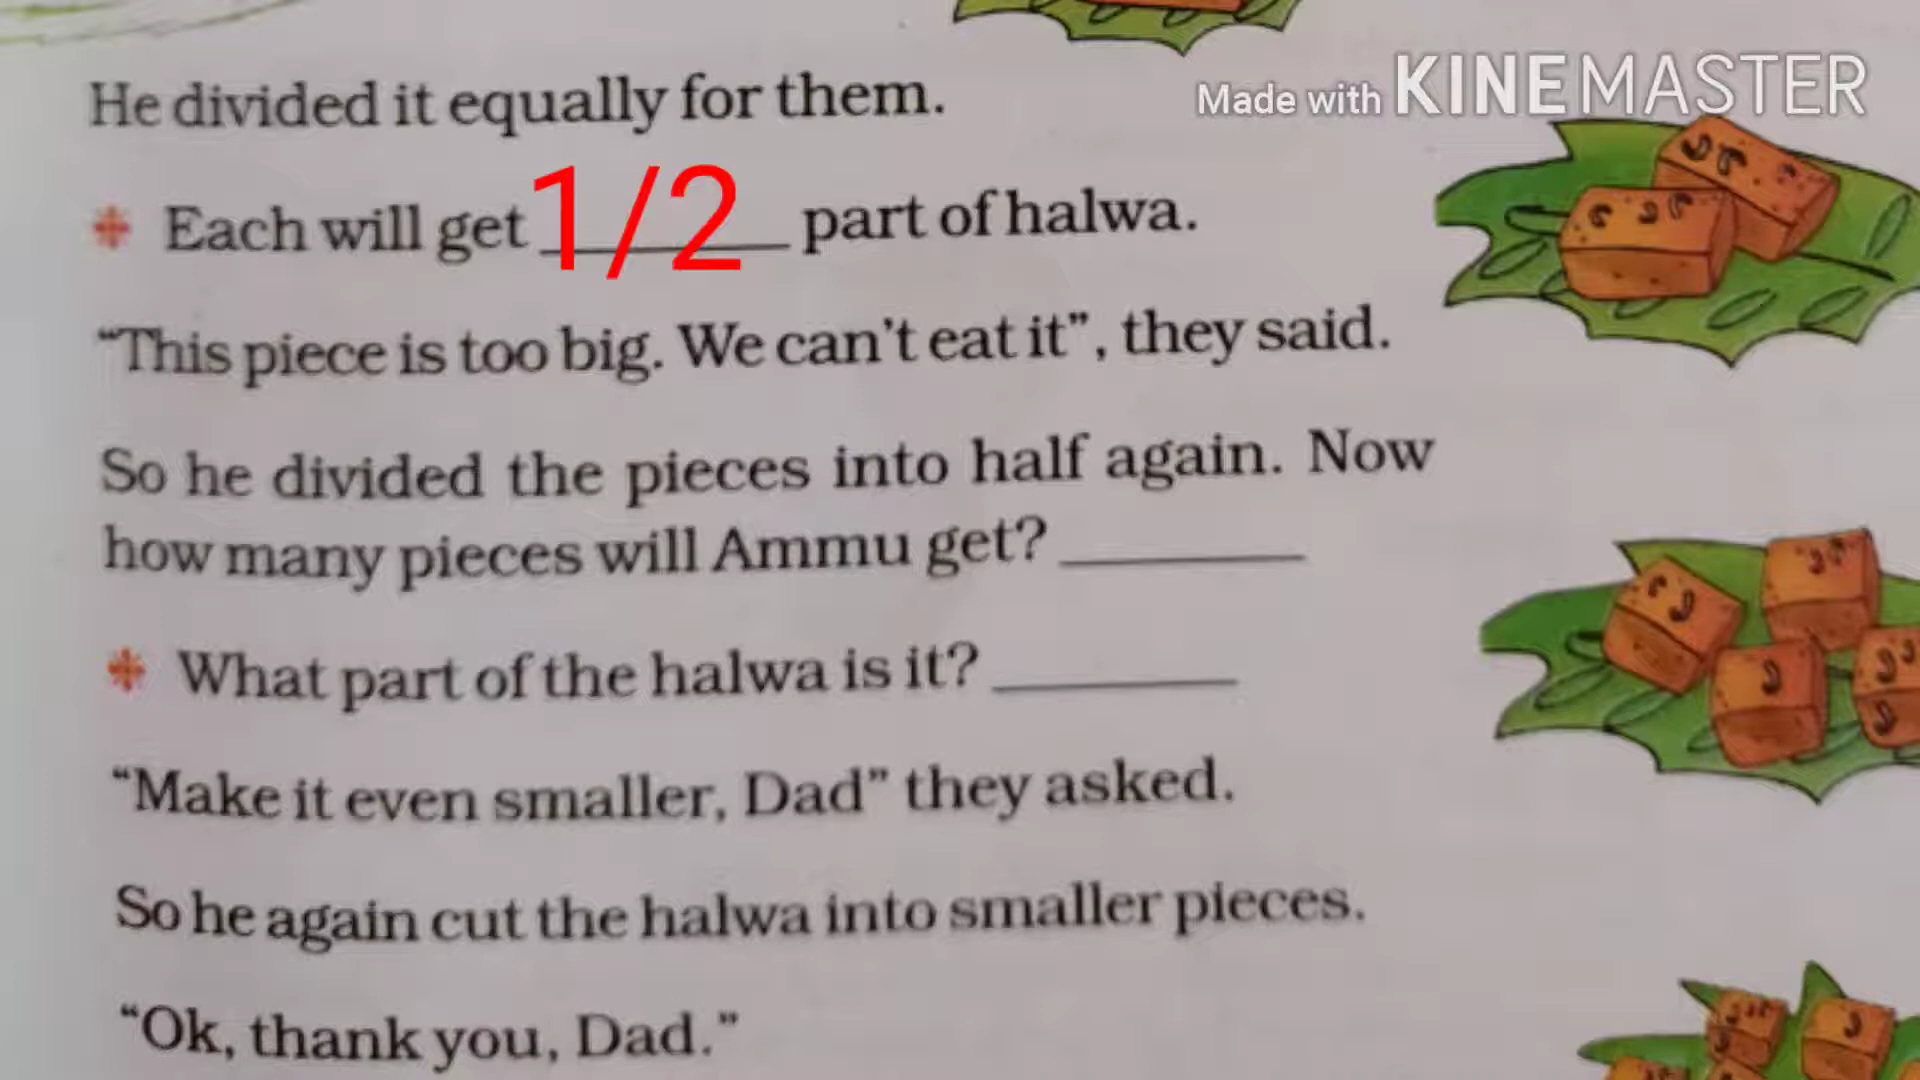 He divided it equally for them.
Made with KINEMASTER
Each will get 1/2 part of halwa.
“This piece is too big. We can’t eat it”, they said.
So he divided the pieces into half again. Now
how many pieces will Ammu get?
What part of the halwa is it?
“Make it even smaller, Dad” they asked.
So he again cut the halwa into smaller pieces.
“Ok, thank you, Dad.”